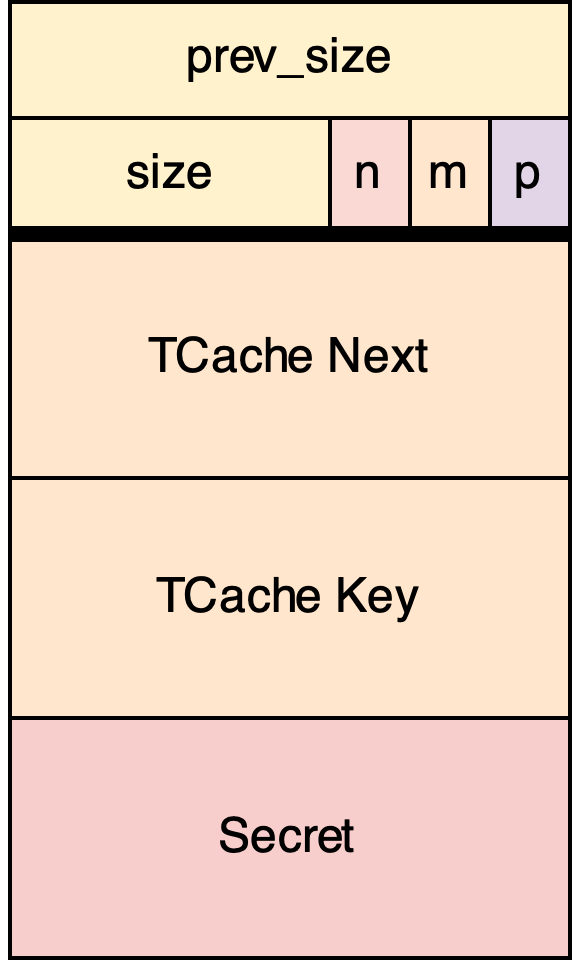 prev_size
size n m p
TCache Next
TCache Key
Secret